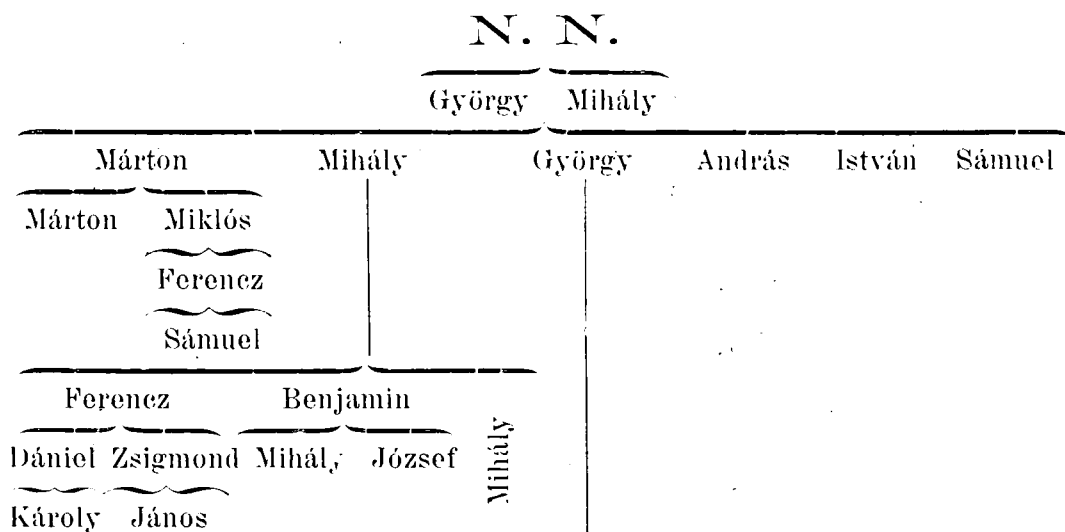 N. N.
György Mihály
Márton Mihály György András István Sámuel
Márton Miklós
Ferencz
Sámuel
Ferencz Benjamin Mihály
Dániel Zsigmond Mihály József
Károly János